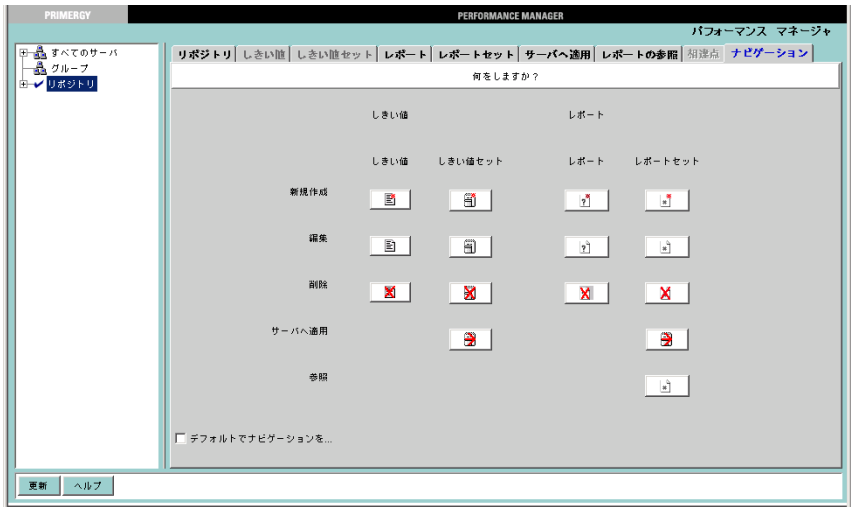 PRIMERGY PERFORMANCE MANAGER
パフォーマンス マネージャ
すべてのサーバ
グループ
リポジトリ
リポジトリ しきい値 しきい値セット レポート レポートセット サーバへ適用 レポートの参照 相違点 ナビゲーション
何をしますか？
しきい値 レポート
しきい値 しきい値セット レポート レポートセット
新規作成
編集
削除
サーバへ適用
参照
デフォルトでナビゲーションを...
更新 ヘルプ